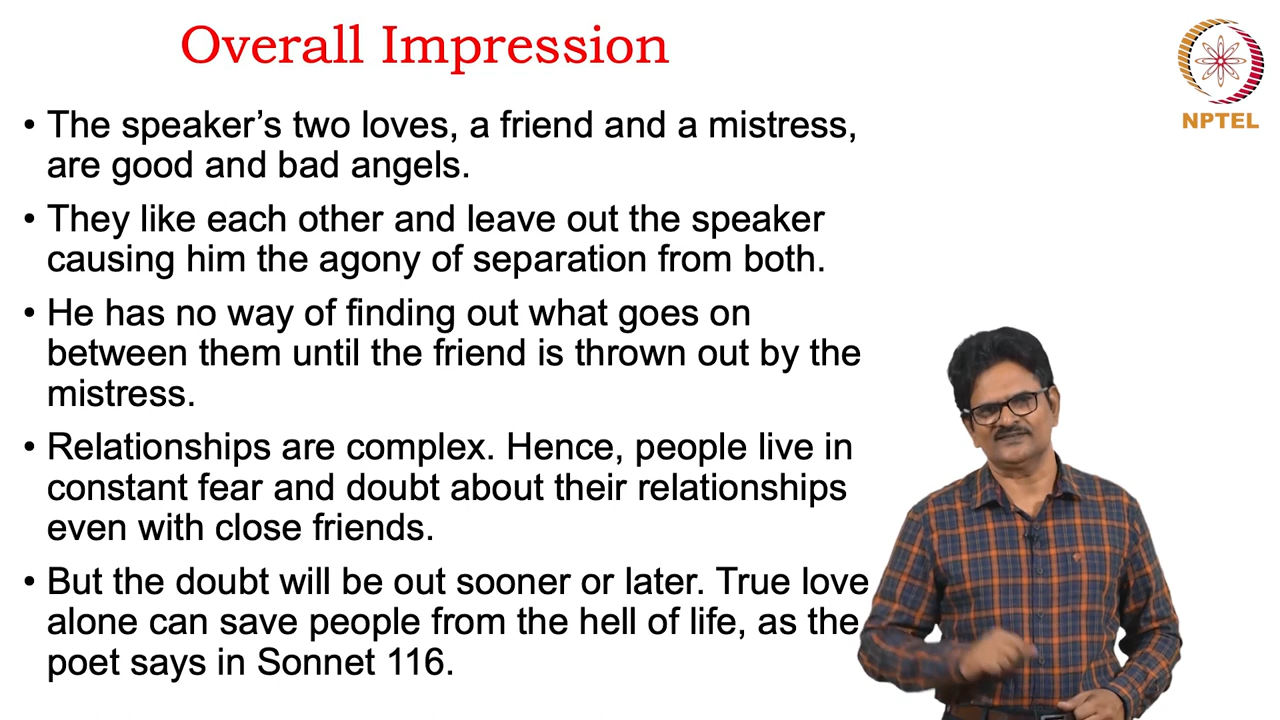 Overall Impression
NPTEL
• The speaker’s two loves, a friend and a mistress,
are good and bad angels.
• They like each other and leave out the speaker
causing him the agony of separation from both.
• He has no way of finding out what goes on
between them until the friend is thrown out by the
mistress.
• Relationships are complex. Hence, people live in
constant fear and doubt about their relationships
even with close friends.
• But the doubt will be out sooner or later. True love
alone can save people from the hell of life, as the
poet says in Sonnet 116.